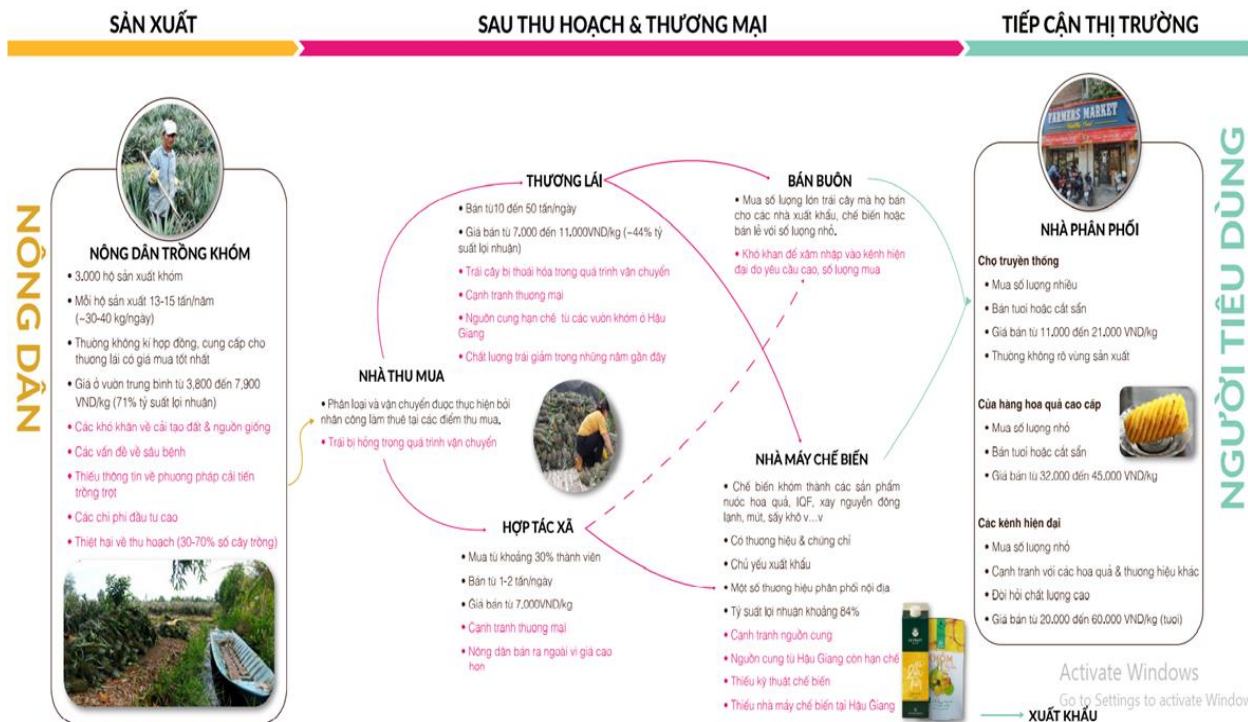 SẢN XUẤT
SAU THU HOẠCH & THƯƠNG MẠI
TIẾP CẬN THỊ TRƯỜNG
NÔNG DÂN
NÔNG DÂN TRỒNG KHÓM
• 3.000 hộ sản xuất khóm
• Mỗi hộ sản xuất 13-15 tấn/năm
(~30-40 kg/ngày)
• Thường không kí hợp đồng, cung cấp cho
thương lái có giá mua tốt nhất
• Giá ở vườn trung bình từ 3,800 đến 7,900
VND/kg (71% tỷ suất lợi nhuận)
• Các khó khăn về cải tạo đất & nguồn giống
• Các vấn đề về sâu bệnh
• Thiếu thông tin về phương pháp cải tiến
trồng trọt
• Các chi phí đầu tư cao
• Thiệt hại về thu hoạch (30-70% số cây trồng)
NHÀ THU MUA
• Phân loại và vận chuyển được thực hiện bởi
nhân công làm thuê tại các điểm thu mua.
• Trái bị hỏng trong quá trình vận chuyển
THƯƠNG LÁI
• Bán từ10 đến 50 tấn/ngày
• Giá bán từ 7.000 đến 11.000VND/kg (~44% tỷ
suất lợi nhuận)
• Trái cây bị thoái hóa trong quá trình vận chuyển
• Cạnh tranh thương mại
• Nguồn cung hạn chế từ các vườn khóm ở Hậu
Giang
• Chất lượng trái giảm trong những năm gần đây
HỢP TÁC XÃ
• Mua từ khoảng 30% thành viên
• Bán từ 1-2 tấn/ngày
• Giá bán từ 7.000VND/kg
• Cạnh tranh thương mại
• Nông dân bán ra ngoài vì giá cao
hơn
BÁN BUÔN
• Mua số lượng lớn trái cây mà họ bán
cho các nhà xuất khẩu, chế biến hoặc
bán lẻ với số lượng nhỏ.
• Khó khan để xâm nhập vào kênh hiện
đại do yêu cầu cao, số lượng mua
NHÀ MÁY CHẾ BIẾN
• Chế biến khóm thành các sản phẩm
nước hoa quả, IQF, xay nguyễn đông
lạnh, mứt, sấy khô v...v
• Có thương hiệu & chứng chỉ
• Chủ yếu xuất khẩu
• Một số thương hiệu phân phối nội địa
• Tỷ suất lợi nhuận khoảng 84%
• Cạnh tranh nguồn cung
• Nguồn cung từ Hậu Giang còn hạn chế
• Thiếu kỹ thuật chế biến
• Thiếu nhà máy chế biến tại Hậu Giang
FARMERS MARKET
NHÀ PHÂN PHỐI
Chợ truyền thống
• Mua số lượng nhiều
• Bán tươi hoặc cắt sẵn
• Giá bán từ 11.000 đến 21.000 VND/kg
• Thường không rõ vùng sản xuất
Cửa hàng hoa quả cao cấp
• Mua số lượng nhỏ
• Bán tươi hoặc cắt sẵn
• Giá bán từ 32.000 đến 45.000 VND/kg
Các kênh hiện đại
• Mua số lượng nhỏ
• Cạnh tranh với các hoa quả & thương hiệu khác
• Đòi hỏi chất lượng cao
• Giá bán từ 20.000 đến 60.000 VND/kg (tươi)
NGƯỜI TIÊU DÙNG
XUẤT KHẨU
Activate Windows
Go to Settings to activate Window